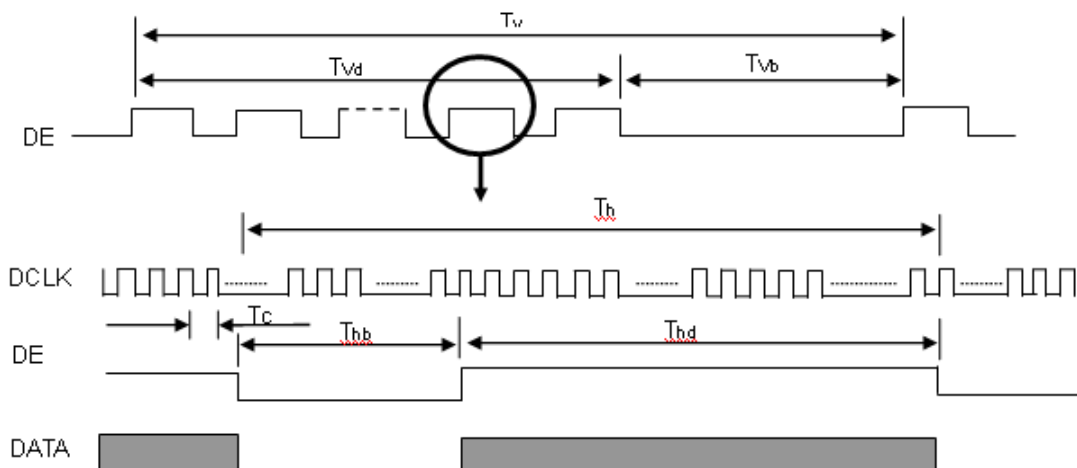 Tv
Tvd
Tvb
DE
Th
DCLK
Tc
Thb
Thd
DE
DATA